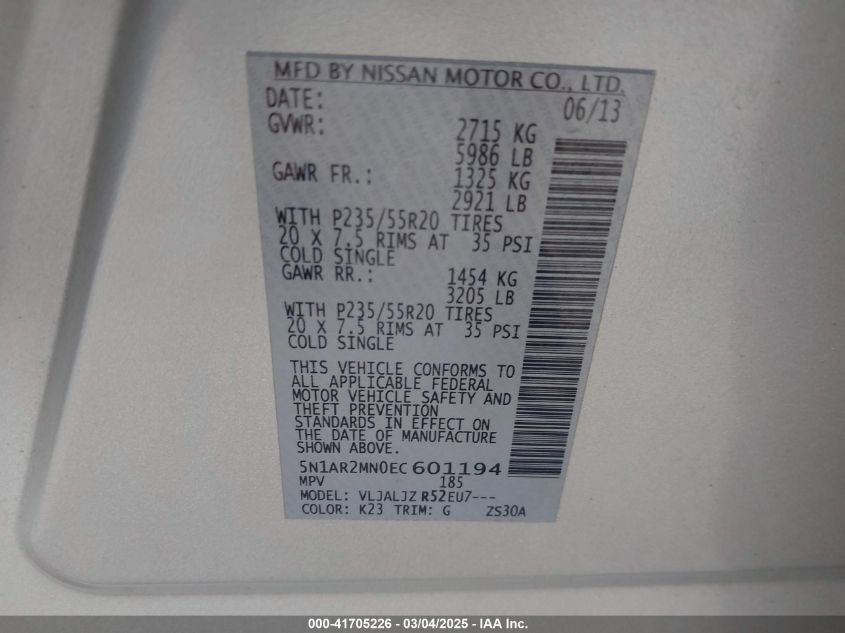 MFD BY NISSAN MOTOR CO., LTD.
DATE: 06/13
GVWR: 2715 KG
5986 LB
GAWR FR.: 1325 KG
2921 LB
WITH P235/55R20 TIRES
20 X 7.5 RIMS AT 35 PSI
COLD SINGLE
GAWR RR.: 1454 KG
3205 LB
WITH P235/55R20 TIRES
20 X 7.5 RIMS AT 35 PSI
COLD SINGLE
THIS VEHICLE CONFORMS TO
ALL APPLICABLE FEDERAL
MOTOR VEHICLE SAFETY AND
THEFT PREVENTION
STANDARDS IN EFFECT ON
THE DATE OF MANUFACTURE
SHOWN ABOVE.
5N1AR2MN0EC601194
MPV 185
MODEL: VLJALJZ R52EU7---
COLOR: K23 TRIM: G ZS30A
000-41705226 - 03/04/2025 - IAA Inc.